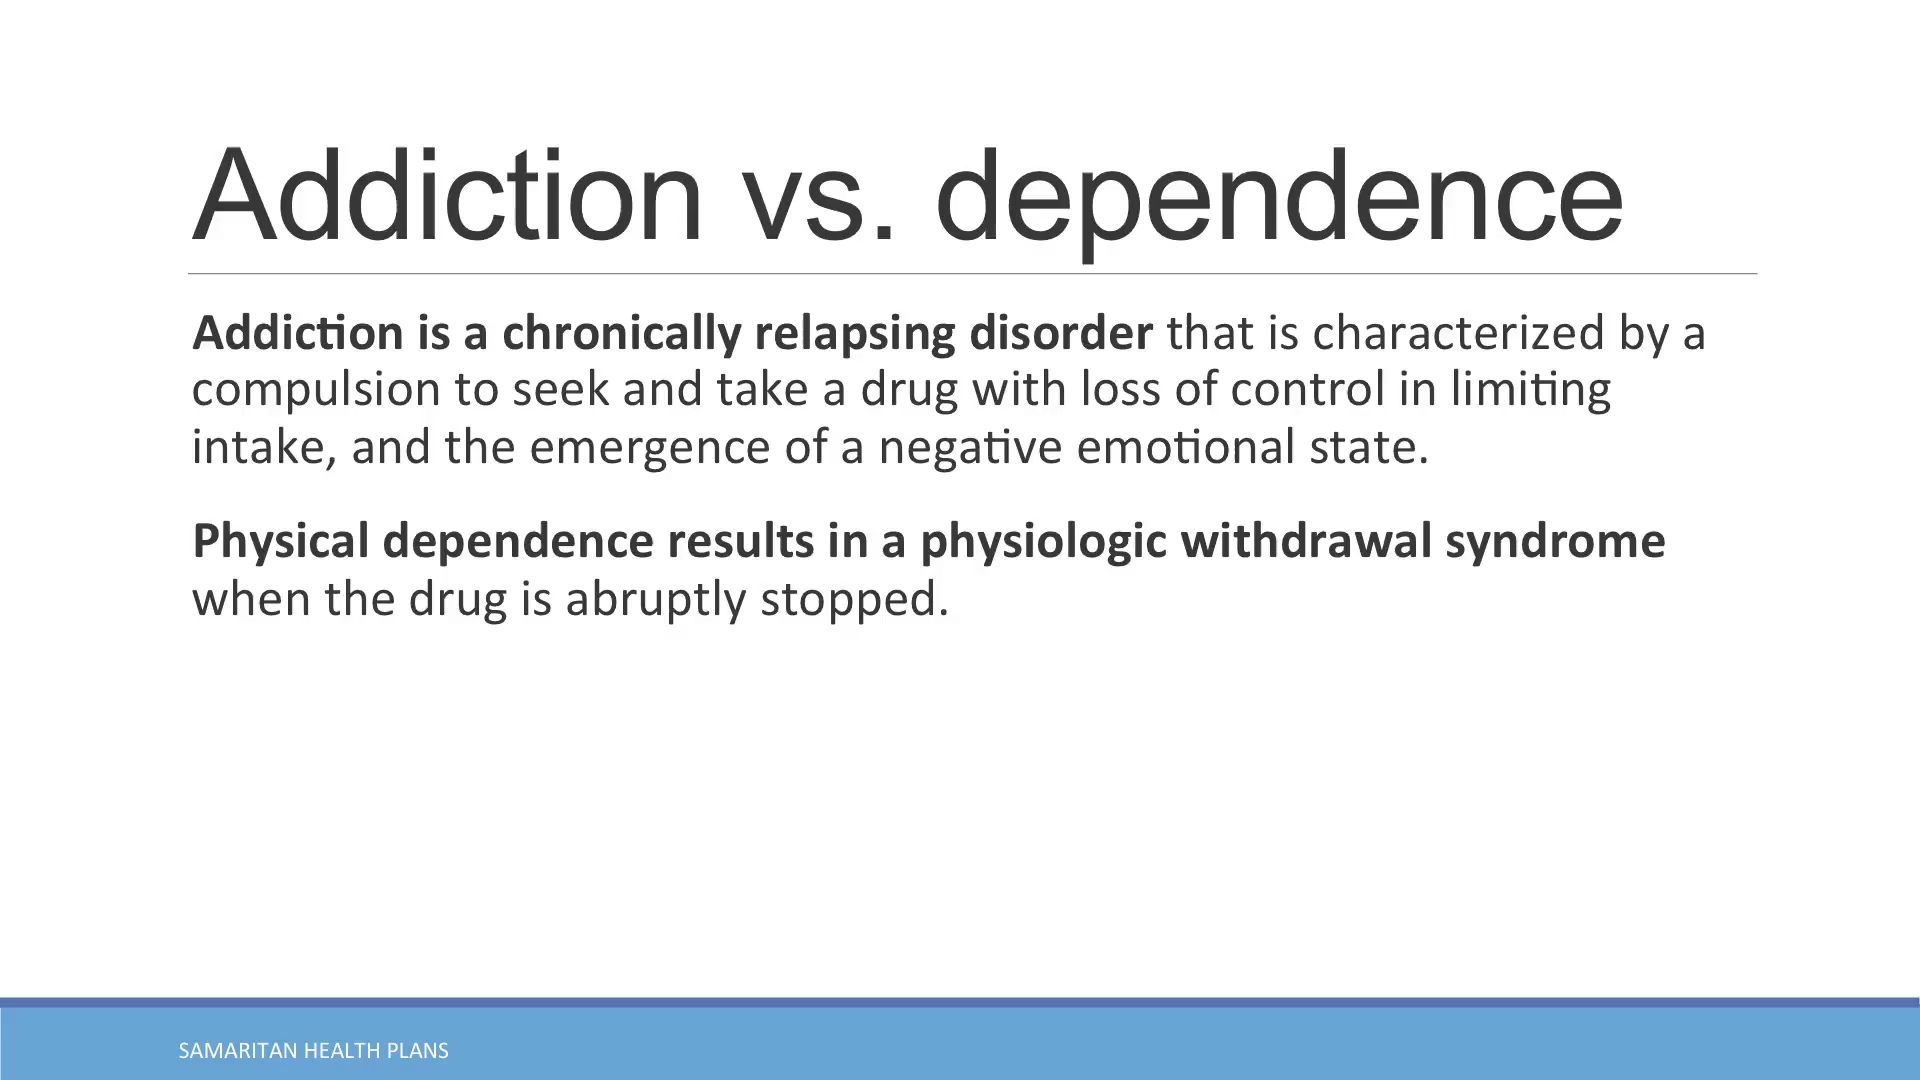 Addiction vs. dependence
Addiction is a chronically relapsing disorder that is characterized by a
compulsion to seek and take a drug with loss of control in limiting
intake, and the emergence of a negative emotional state.
Physical dependence results in a physiologic withdrawal syndrome
when the drug is abruptly stopped.
SAMARITAN HEALTH PLANS